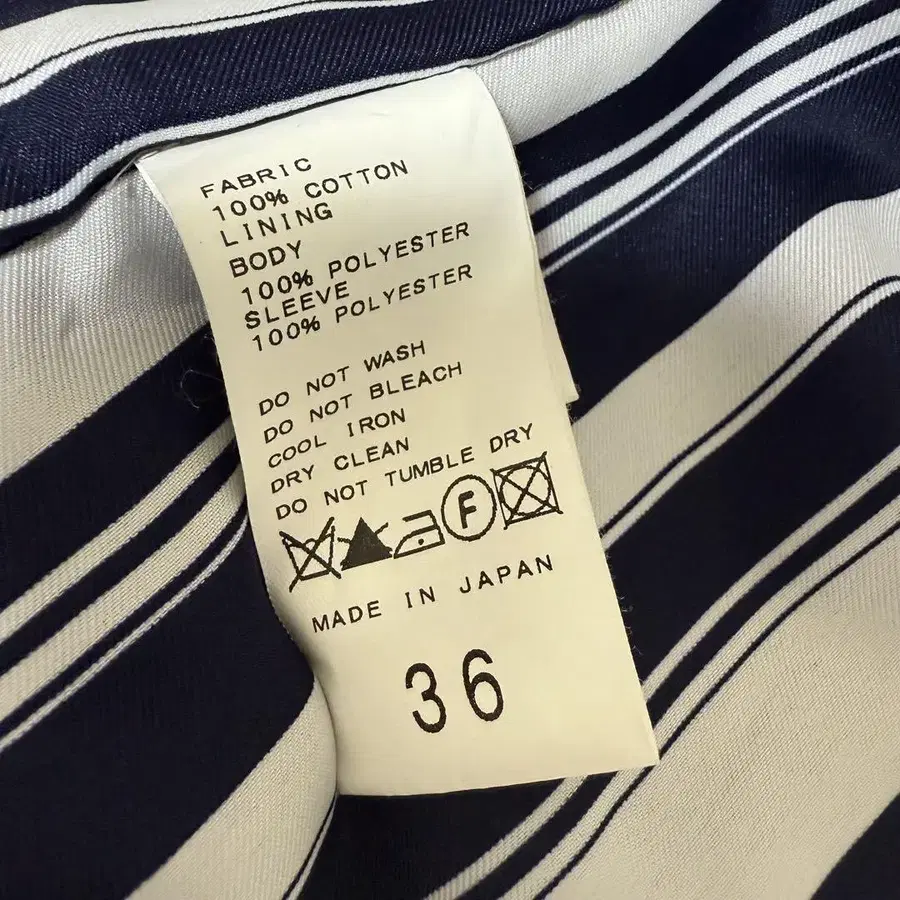 FABRIC
100% COTTON
LINING
BODY
100% POLYESTER
SLEEVE
100% POLYESTER
DO NOT WASH
DO NOT BLEACH
COOL IRON
DRY CLEAN
DO NOT TUMBLE DRY
F
MADE IN JAPAN
36